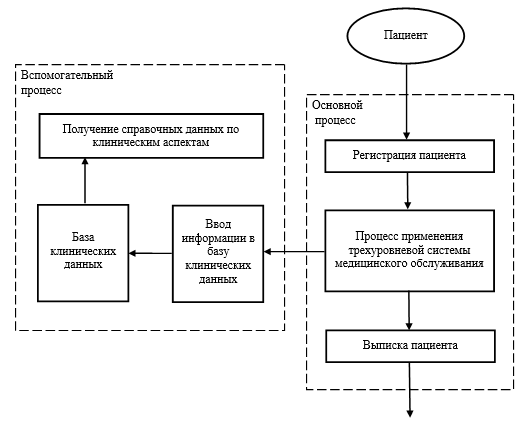 Пациент
Вспомогательный
процесс
Получение справочных данных по
клиническим аспектам
База
клинических
данных
Ввод
информации в
базу
клинических
данных
Основной
процесс
Регистрация пациента
Процесс применения
трехуровневой системы
медицинского обслуживания
Выписка пациента